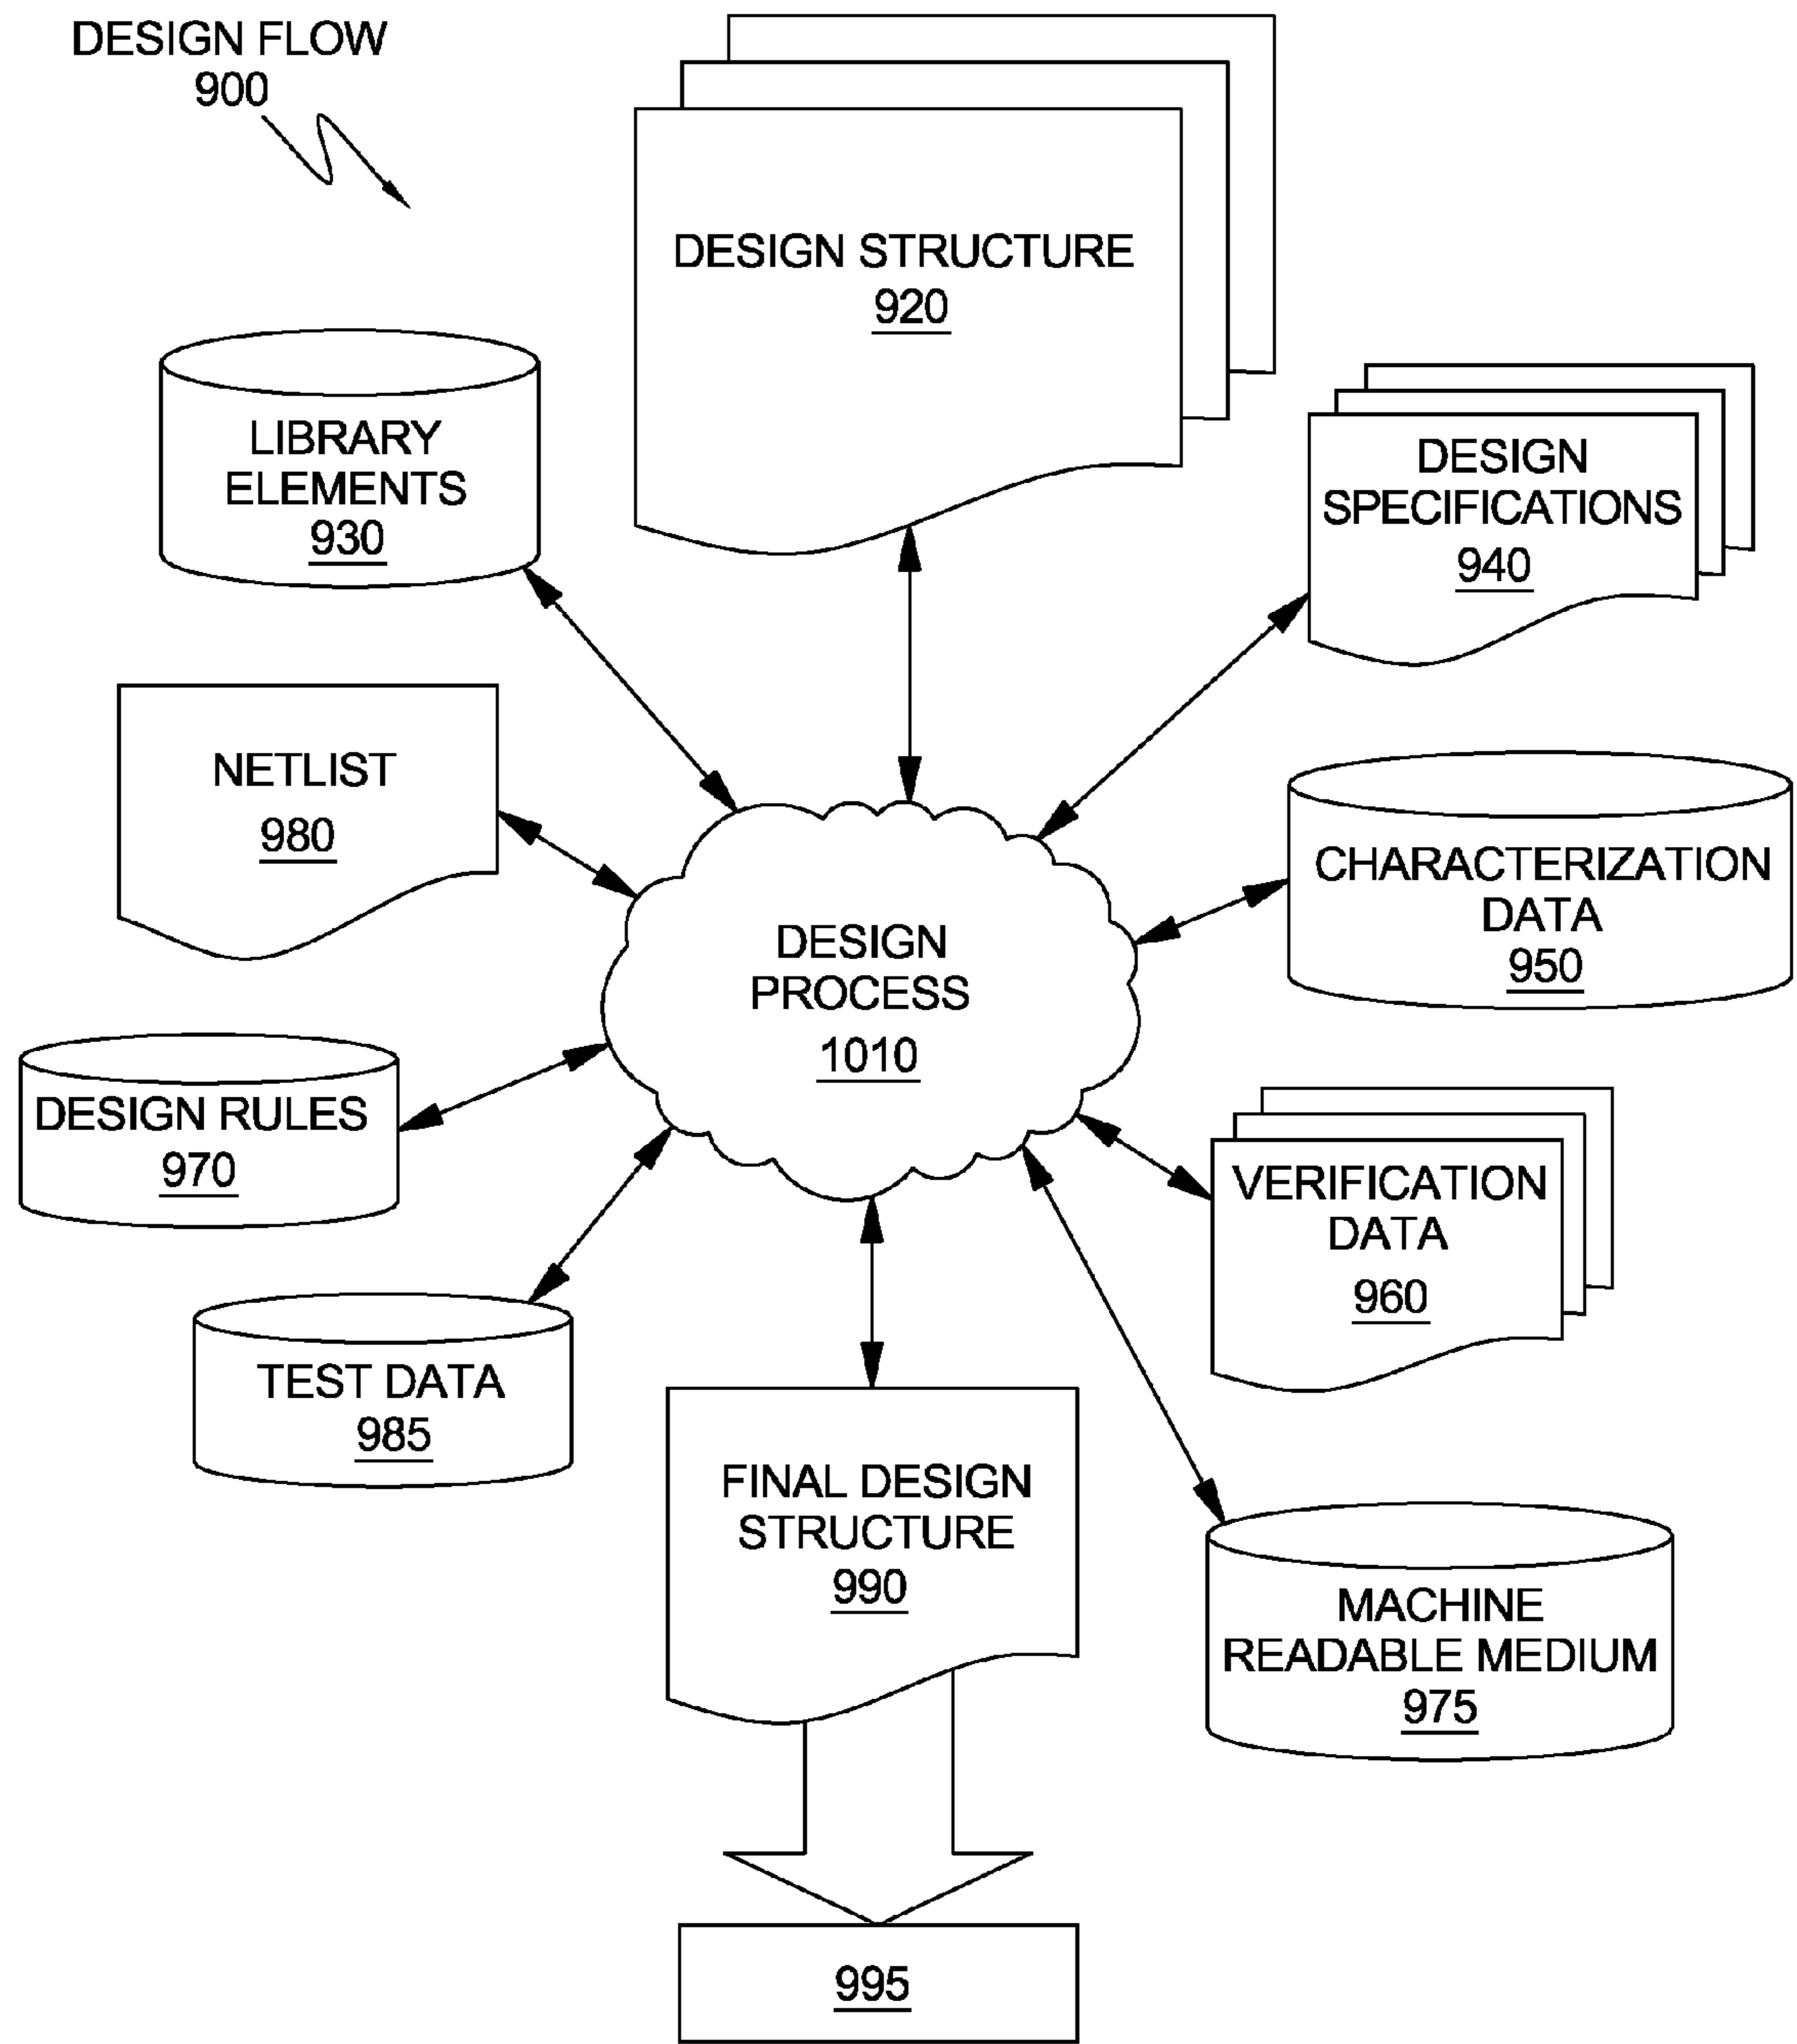 DESIGN FLOW
900
DESIGN STRUCTURE
920
LIBRARY
ELEMENTS
930
DESIGN
SPECIFICATIONS
940
NETLIST
980
CHARACTERIZATION
DATA
950
DESIGN
PROCESS
1010
DESIGN RULES
970
VERIFICATION
DATA
960
TEST DATA
985
FINAL DESIGN
STRUCTURE
990
MACHINE
READABLE MEDIUM
975
995